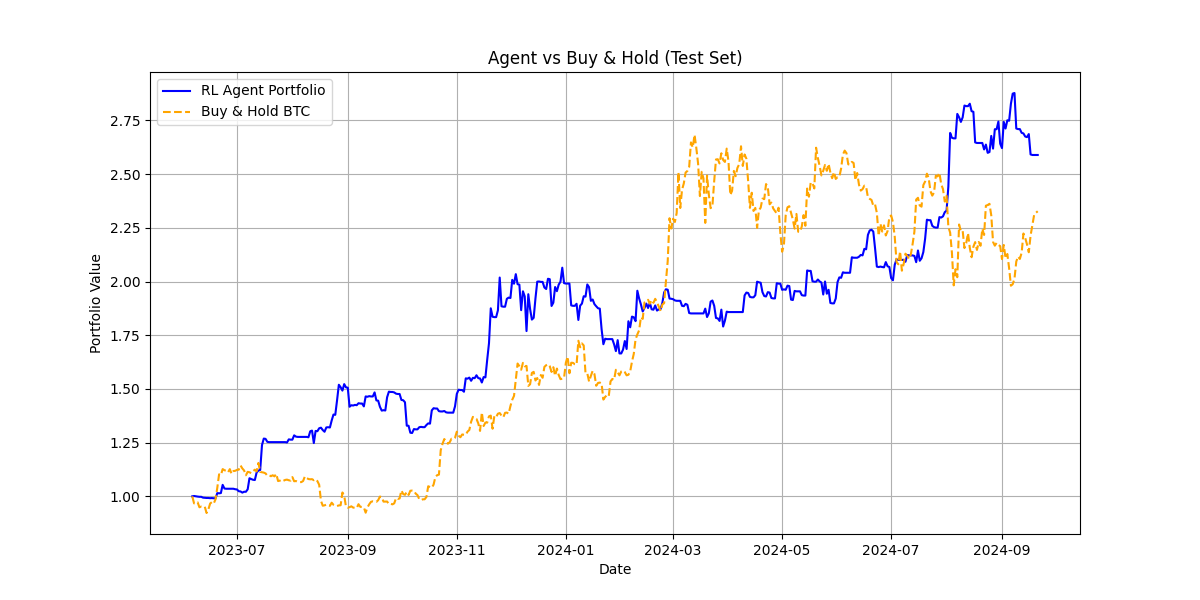 Agent vs Buy & Hold (Test Set)
RL Agent Portfolio
Buy & Hold BTC
Portfolio Value
2.75
2.50
2.25
2.00
1.75
1.50
1.25
1.00
2023-07 2023-09 2023-11 2024-01 2024-03 2024-05 2024-07 2024-09
Date